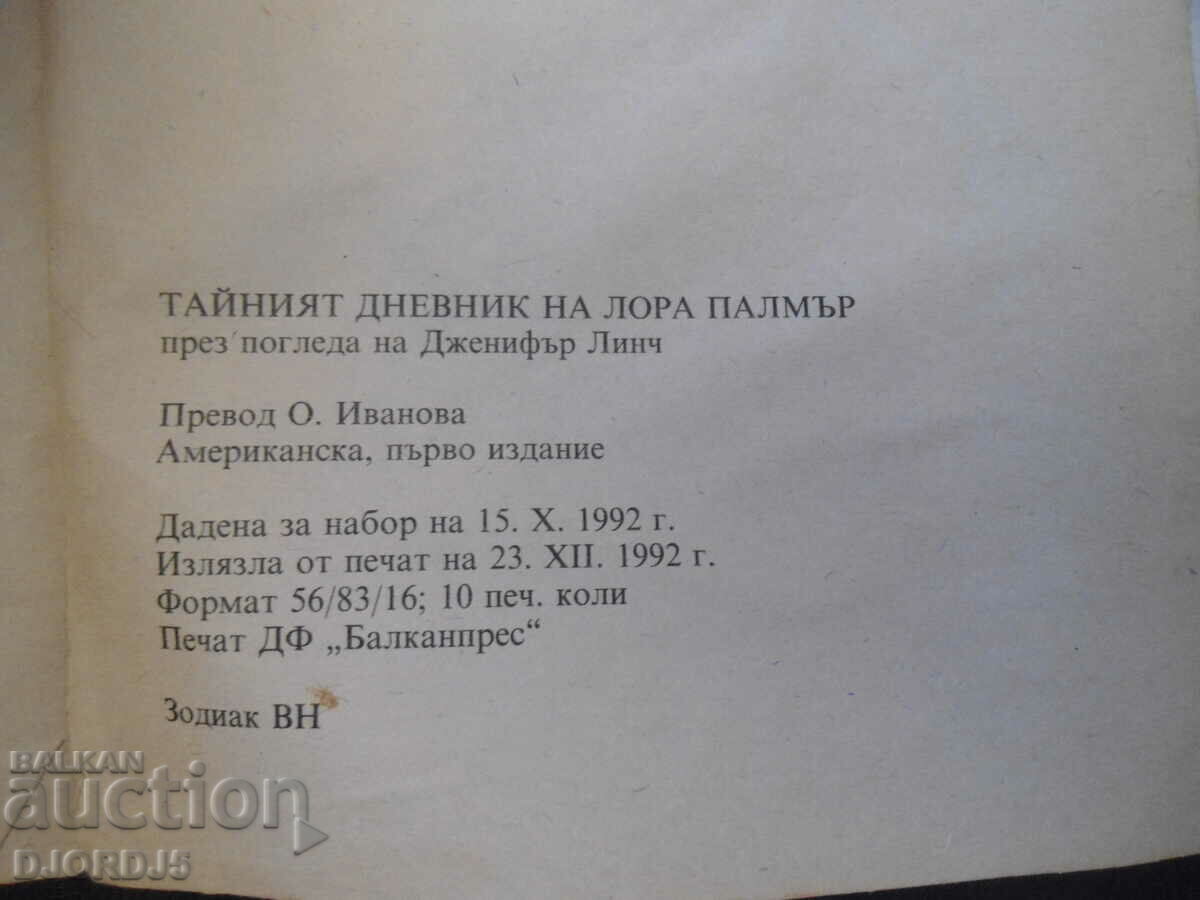 ТАЙНИЯТ ДНЕВНИК НА ЛОРА ПАЛМЪР
през погледа на Дженифър Линч
Превод О. Иванова
Американска, първо издание
Дадена за набор на 15. X. 1992 г.
Излязла от печат на 23. XII. 1992 г.
Формат 56/83/16; 10 печ. коли
Печат ДФ „Балканпрес“
Зодиак ВН
BALKAN
auction
DJORDJ5